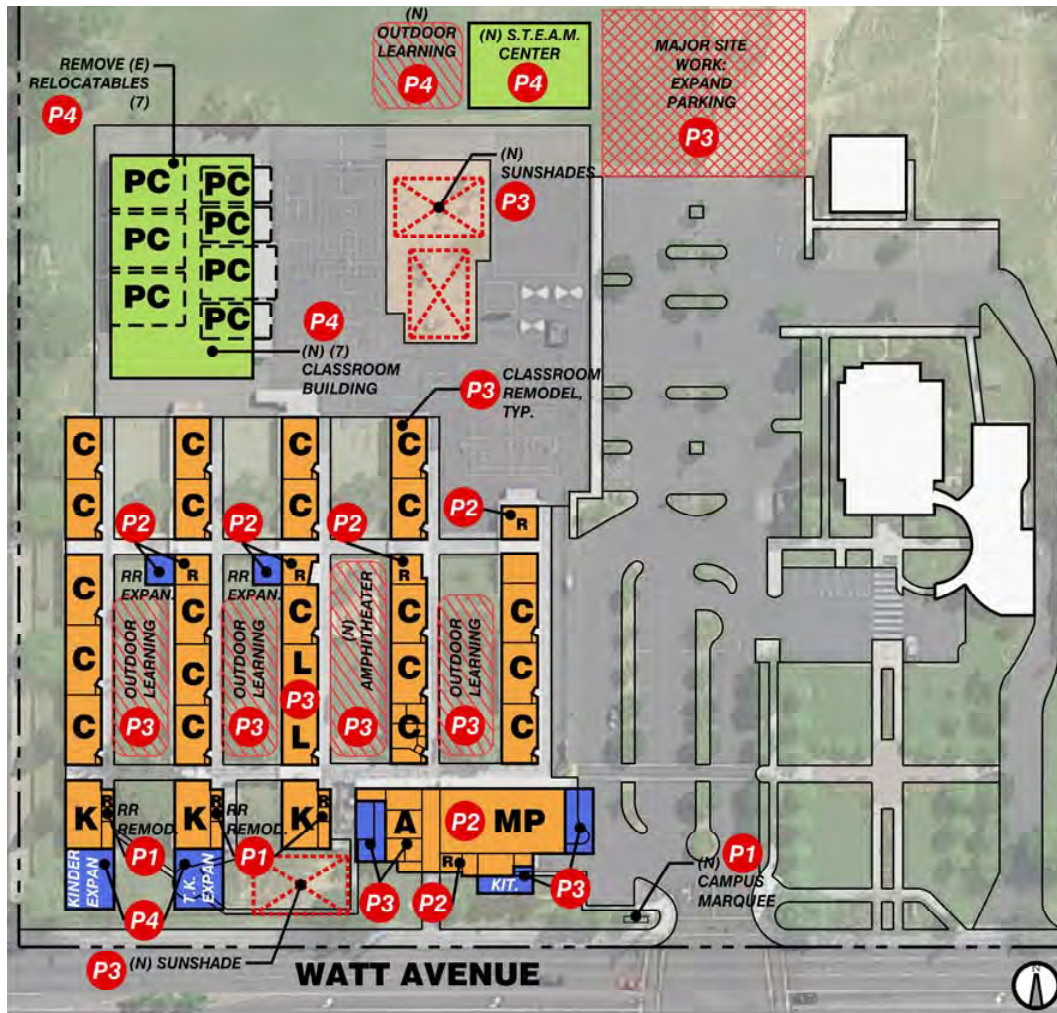 (N)
OUTDOOR
LEARNING
P4
(N) S.T.E.A.M.
CENTER
P4
MAJOR SITE
WORK:
EXPAND
PARKING
P3
REMOVE (E)
RELOCATABLES
(7)
P4
PC
PC
PC
PC
PC
PC
PC
(N)
SUNSHADES
P3
P4
(N) (7)
CLASSROOM
BUILDING
P3
CLASSROOM
REMODEL,
TYP.
C
C
C
C
C
C
C
C
P2
P2
P2
P2
R
R
R
R
RR
EXPAN.
RR
EXPAN.
C
C
C
C
C
C
C
L
L
P3
C
C
C
C
C
C
OUTDOOR
LEARNING
P3
OUTDOOR
LEARNING
P3
(N)
AMPHITHEATER
P3
OUTDOOR
LEARNING
P3
K
R
RR
REMOD.
K
R
RR
REMOD.
K
R
P1
P1
A
P2
MP
R
KIT.
KINDER
EXPAN
T.K.
EXPAN
P4
P3
P2
P3
P1
(N)
CAMPUS
MARQUEE
P3
(N) SUNSHADE
WATT AVENUE
N